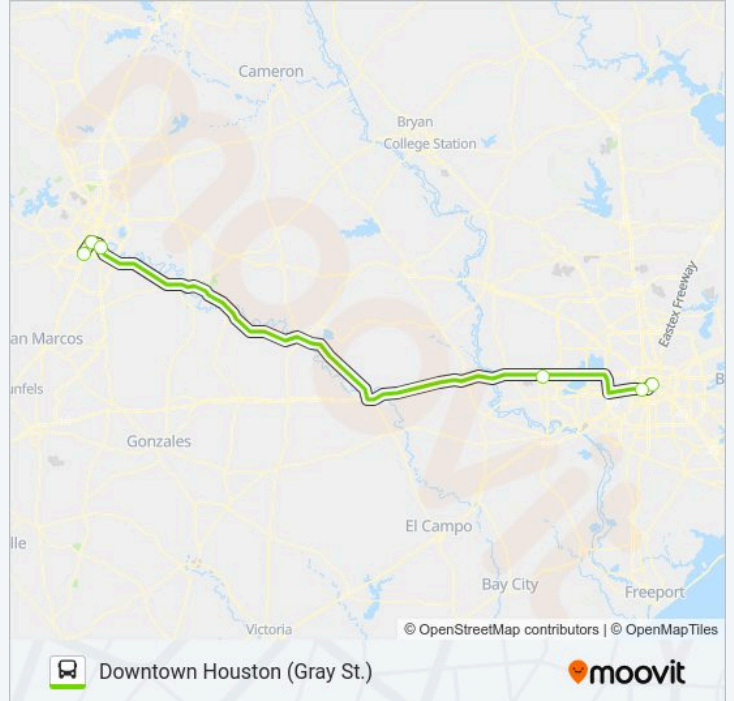 Cameron
Bryan
College Station
Eastex Freeway
an Marcos
unfels
B
Gonzales
El Campo
lle
Bay City
Freeport
Victoria
© OpenStreetMap contributors | © OpenMapTiles
Downtown Houston (Gray St.)
moovit
moovit